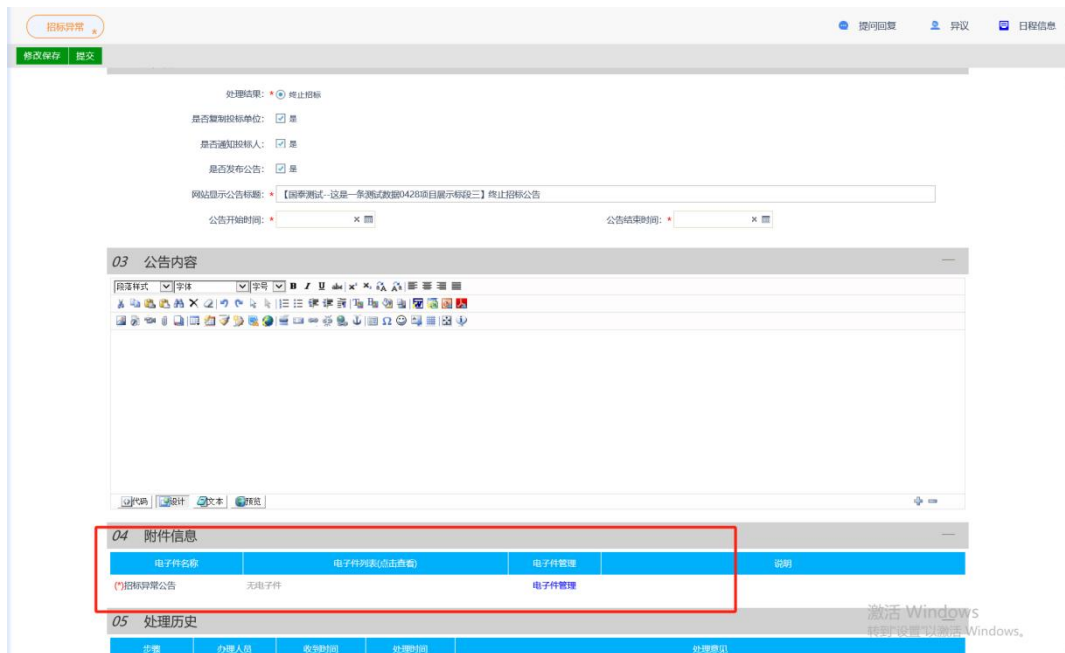 招标异常
提问回复 异议 日程信息
修改保存 提交
处理结果: * 终止招标
是否复制投标单位: 是
是否通知投标人: 是
是否发布公告: 是
网站显示公告标题: * 【国泰测试--这是一条测试数据0428项目展示标段三】终止招标公告
公告开始时间: * 公告结束时间: *
03 公告内容
段落样式 字体 字号
代码 设计 文本 预览
04 附件信息
电子件名称 电子件列表(点击查看) 电子件管理 说明
(*)招标异常公告 无电子件 电子件管理
激活 Windows
05 处理历史
转到"设置"以激活 Windows。
步骤 办理人员 收到时间 处理时间 处理意见